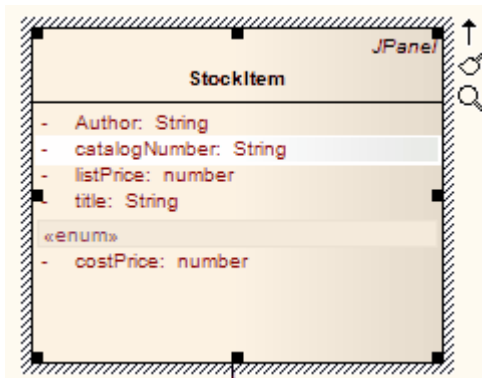 JPanel
StockItem
- Author: String
- catalogNumber: String
- listPrice: number
- title: String
«enum»
- costPrice: number